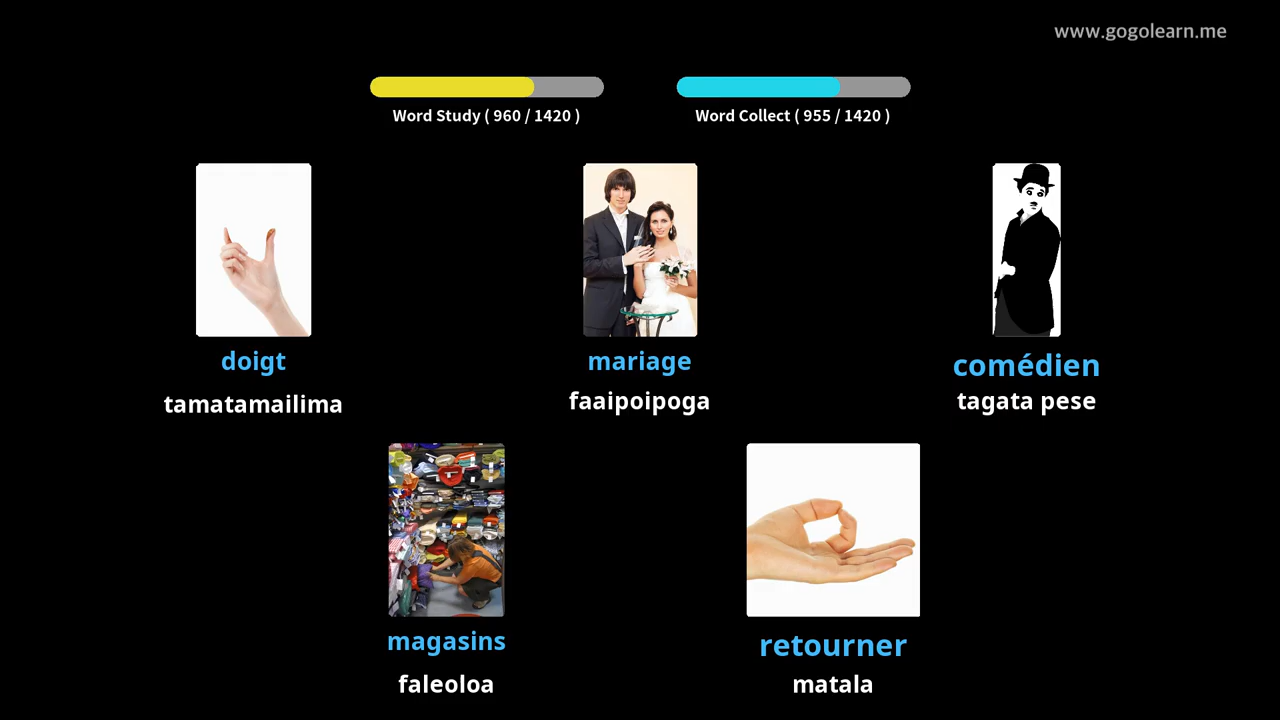 www.gogolearn.me
Word Study ( 960 / 1420 )
Word Collect ( 955 / 1420 )
doigt
tamatamailima
mariage
faaipoipoga
comédien
tagata pese
magasins
faleoloa
retourner
matala